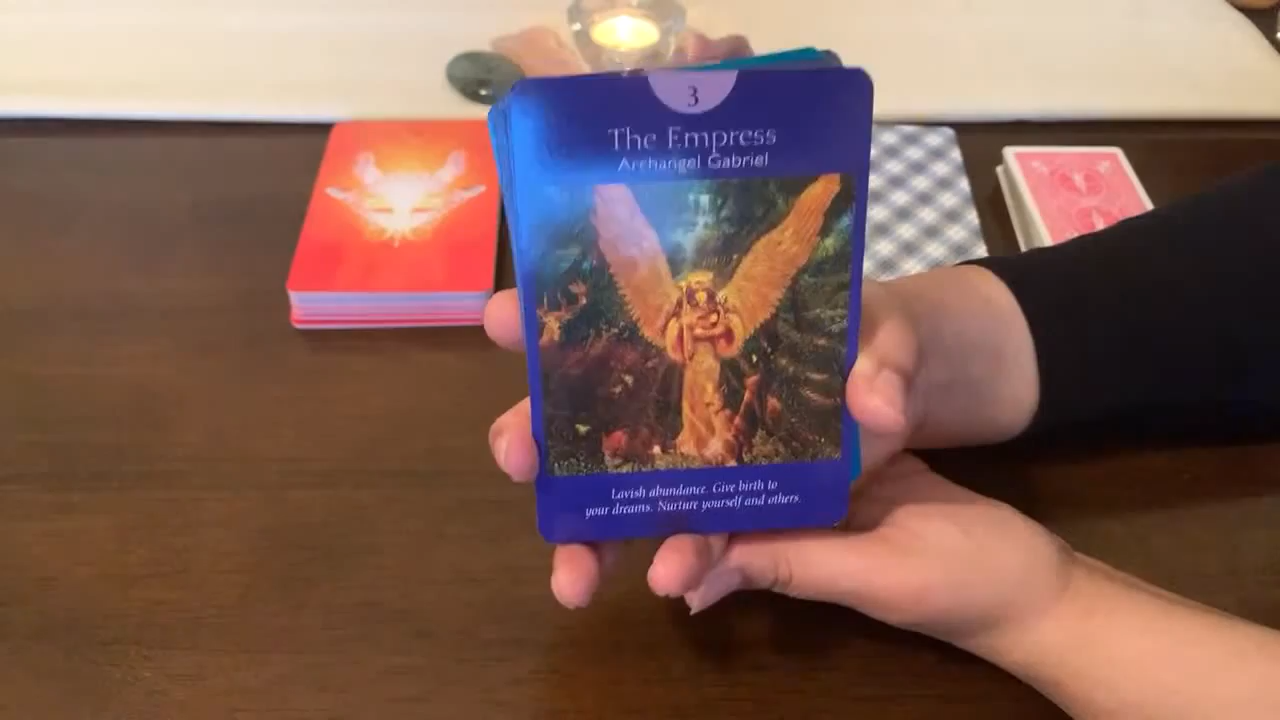 3
The Empress
Archangel Gabriel
Lavish abundance. Give birth to
your dreams. Nurture yourself and others.